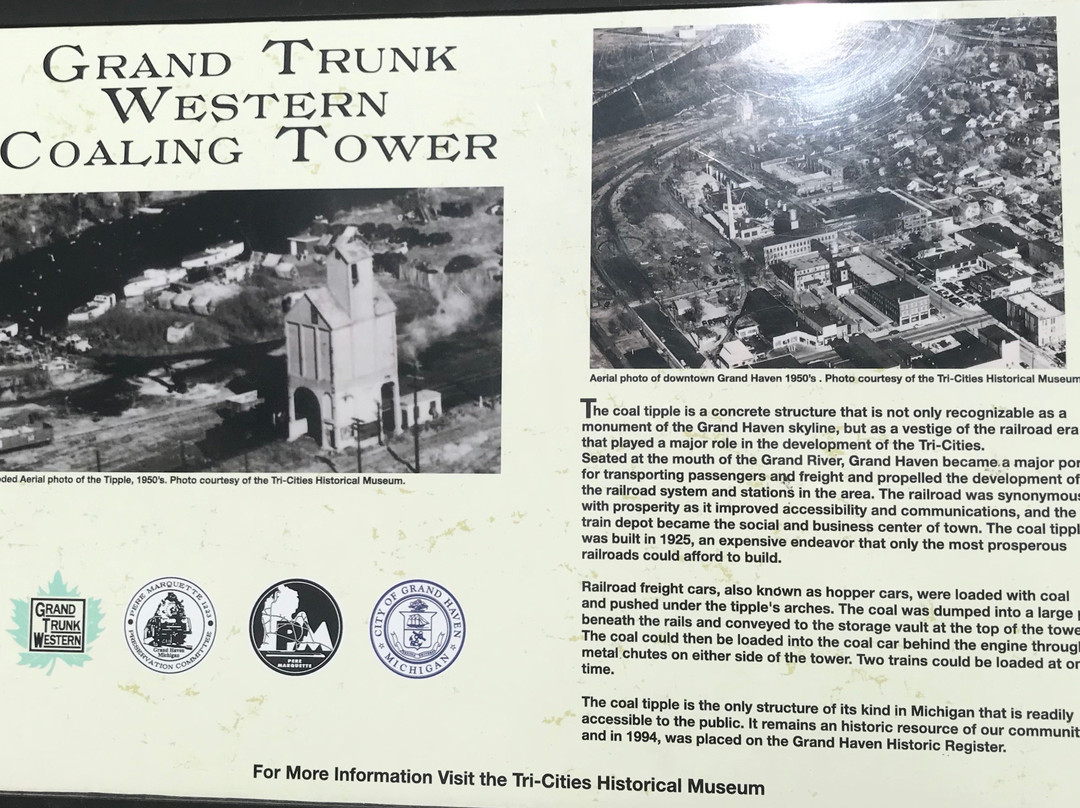 GRAND TRUNK
WESTERN
COALING TOWER
Aerial photo of the Tipple, 1950's. Photo courtesy of the Tri-Cities Historical Museum.
GRAND
TRUNK
WESTERN
PERE MARQUETTE 1223
Grand Haven
Michigan
PRESERVATION COMMITTEE
PERE
MARQUETTE
CITY OF GRAND HAVEN
MICHIGAN
Aerial photo of downtown Grand Haven 1950's . Photo courtesy of the Tri-Cities Historical Museum
The coal tipple is a concrete structure that is not only recognizable as a
monument of the Grand Haven skyline, but as a vestige of the railroad era
that played a major role in the development of the Tri-Cities.
Seated at the mouth of the Grand River, Grand Haven became a major
for transporting passengers and freight and propelled the development of
the railroad system and stations in the area. The railroad was
with prosperity as it improved accessibility and communications, and the
train depot became the social and business center of town. The coal
was built in 1925, an expensive endeavor that only the most prosperous
railroads could afford to build.
Railroad freight cars, also known as hopper cars, were loaded with coal
and pushed under the tipple's arches. The coal was dumped into a large
beneath the rails and conveyed to the storage vault at the top of the
The coal could then be loaded into the coal car behind the engine
metal chutes on either side of the tower. Two trains could be loaded at
time.
The coal tipple is the only structure of its kind in Michigan that is readily
accessible to the public. It remains an historic resource of our
and in 1994, was placed on the Grand Haven Historic Register.
For More Information Visit the Tri-Cities Historical Museum